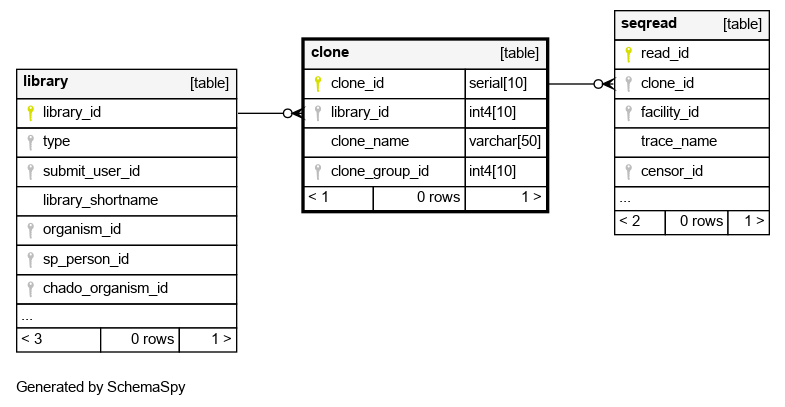 library [table]
library_id
type
submit_user_id
library_shortname
organism_id
sp_person_id
chado_organism_id
...
< 3 0 rows 1 >
clone [table]
clone_id serial[10]
library_id int4[10]
clone_name varchar[50]
clone_group_id int4[10]
< 1 0 rows 1 >
seqread [table]
read_id
clone_id
facility_id
trace_name
censor_id
...
< 2 0 rows 1 >
Generated by SchemaSpy